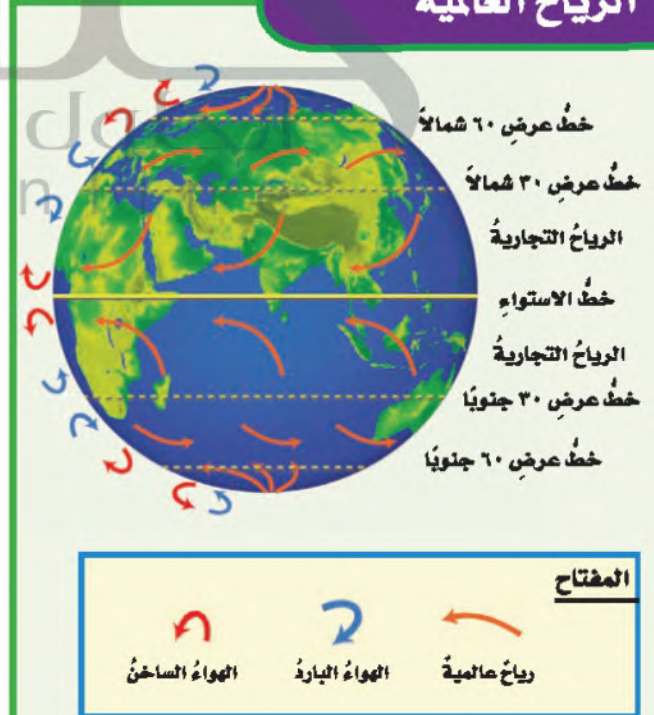 الرياح العالمية
خطُّ عرضِ ٦٠ شمالاً
خطُّ عرضِ ٣٠ شمالاً
الرياحُ التجاريةُ
خطُّ الاستواءِ
الرياحُ التجاريةُ
خطُّ عرضِ ٣٠ جنوبًا
خطُّ عرضِ ٦٠ جنوبًا
المفتاح
رياحٌ عالميةٌ
الهواءُ الباردُ
الهواءُ الساخنُ